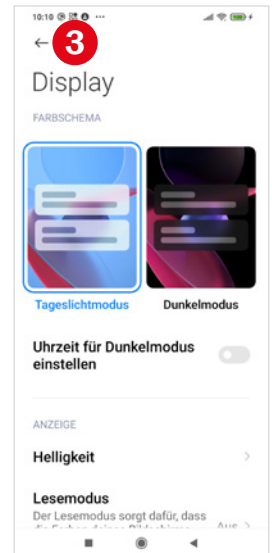 10:10
3
Display
FARBSCHEMA
Tageslichtmodus
Dunkelmodus
Uhrzeit für Dunkelmodus
einstellen
ANZEIGE
Helligkeit
Lesemodus
Der Lesemodus sorgt dafür, dass